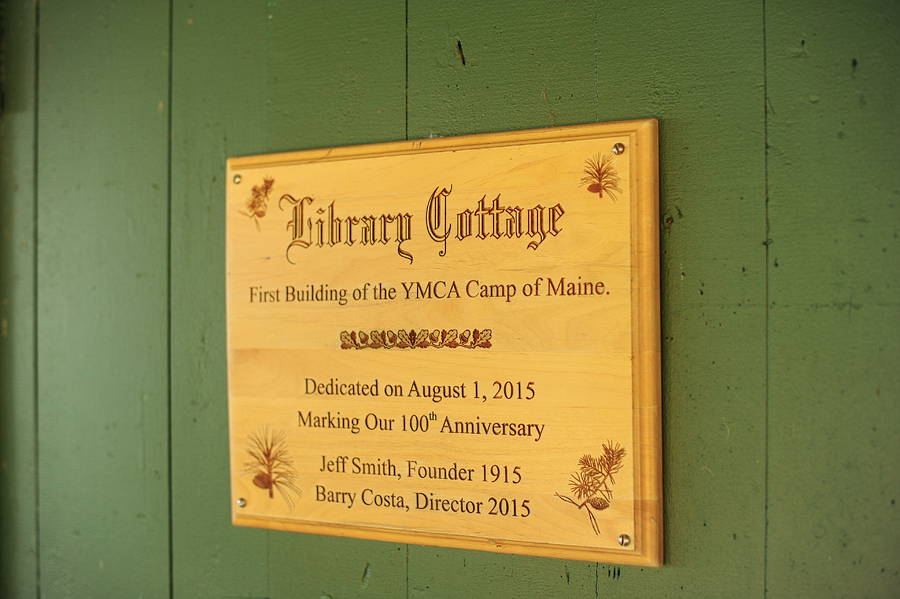 Library Cottage
First Building of the YMCA Camp of Maine.
Dedicated on August 1, 2015
Marking Our 100th Anniversary
Jeff Smith, Founder 1915
Barry Costa, Director 2015